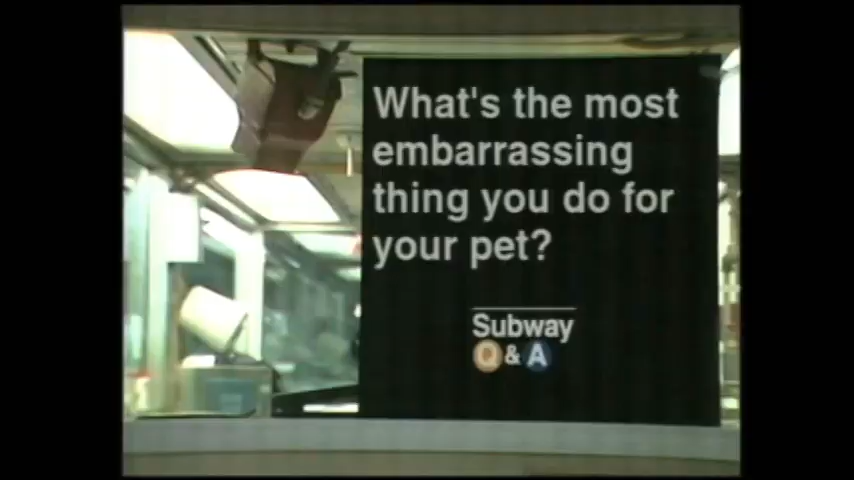 What's the most
embarrassing
thing you do for
your pet?
Subway
Q & A